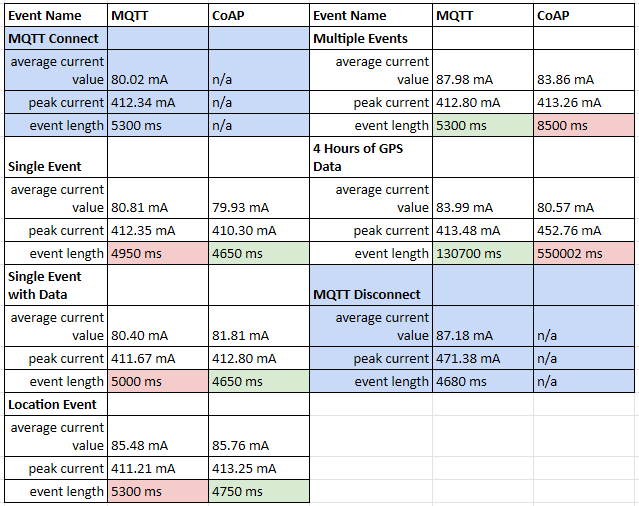 Event Name MQTT CoAP Event Name MQTT CoAP
MQTT Connect Multiple Events
average current average current
value 80.02 mA n/a value 87.98 mA 83.86 mA
peak current 412.34 mA n/a peak current 412.80 mA 413.26 mA
event length 5300 ms n/a event length 5300 ms 8500 ms
4 Hours of GPS
Single Event Data
average current average current
value 80.81 mA 79.93 mA value 83.99 mA 80.57 mA
peak current 412.35 mA 410.30 mA peak current 413.48 mA 452.76 mA
event length 4950 ms 4650 ms event length 130700 ms 550002 ms
Single Event
with Data MQTT Disconnect
average current average current
value 80.40 mA 81.81 mA value 87.18 mA n/a
peak current 411.67 mA 412.80 mA peak current 471.38 mA n/a
event length 5000 ms 4650 ms event length 4680 ms n/a
Location Event
average current
value 85.48 mA 85.76 mA
peak current 411.21 mA 413.25 mA
event length 5300 ms 4750 ms